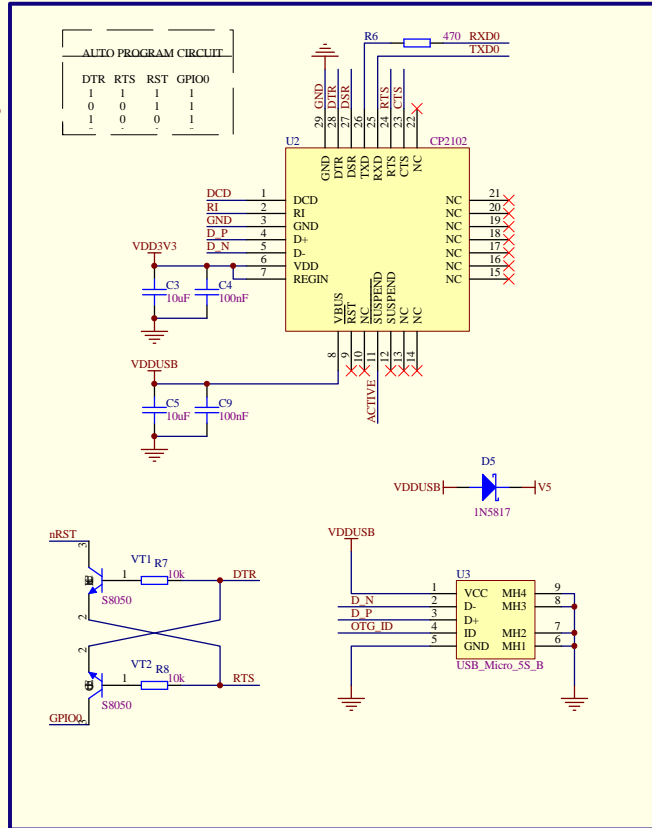 AUTO PROGRAM CIRCUIT
DTR RTS RST GPIO0
1 1 1 1
0 0 1 1
1 0 0 1
R6 470 RXD0
TXD0
GND DTR DSR RTS CTS
29 28 27 26 25 24 23 22
U2 CP2102
GND DTR DSR TXD RXD RTS CTS NC
DCD 1 DCD NC 21
RI 2 RI NC 20
GND 3 GND NC 19
D_P 4 D+ NC 18
D_N 5 D- NC 17
VDD3V3 6 VDD NC 16
7 REGIN NC 15
C3 C4
10uF 100nF
VBUS RST NC SUSPEND SUSPEND NC NC
8 9 10 11 12 13 14
ACTIVE
VDDUSB
C5 C9
10uF 100nF
D5
VDDUSB V5
1N5817
nRST
3
VT1 R7
1 10k DTR
S8050
2
2
VT2 R8
1 10k RTS
S8050
GPIO0 3
VDDUSB
U3
1 VCC MH4 9
D_N 2 D- MH3 8
D_P 3 D+
OTG_ID 4 ID MH2 7
5 GND MH1 6
USB_Micro_5S_B